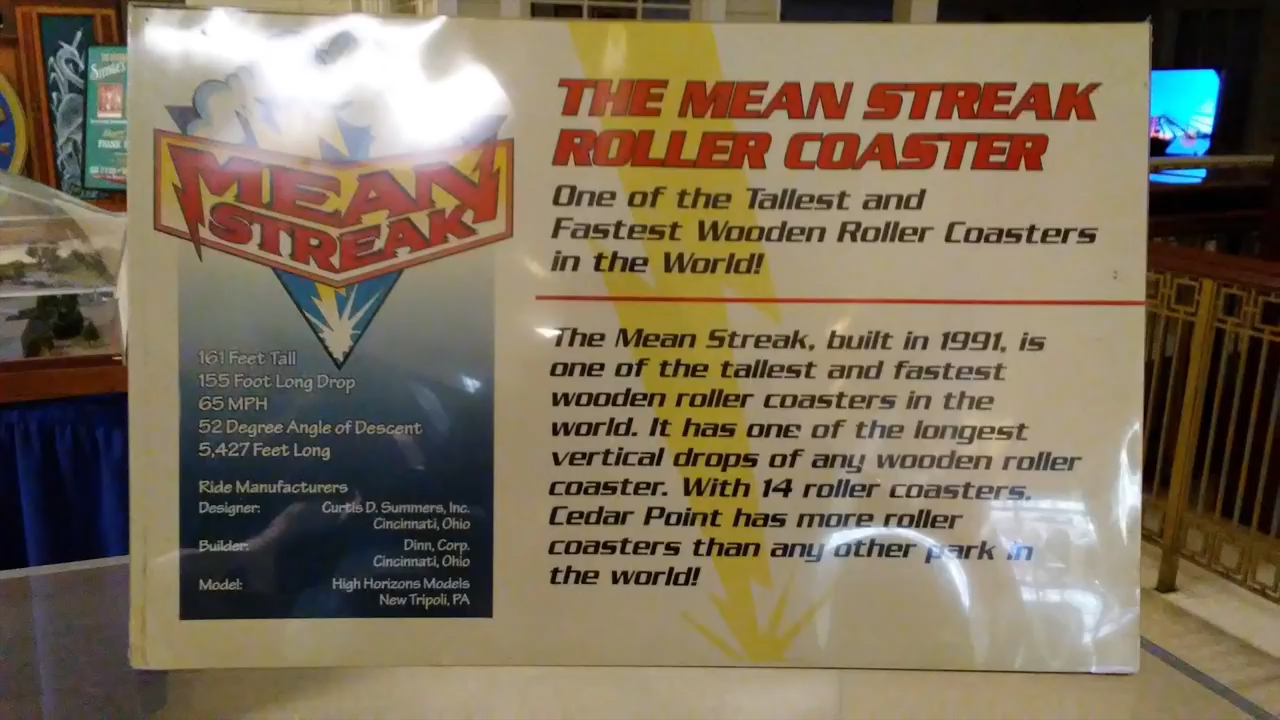 MEAN
STREAK
161 Feet Tall
155 Foot Long Drop
65 MPH
52 Degree Angle of Descent
5,427 Feet Long
Ride Manufacturers
Designer: Curtis D. Summers, Inc.
Cincinnati, Ohio
Builder: Dinn, Corp.
Cincinnati, Ohio
Model: High Horizons Models
New Tripoli, PA
THE MEAN STREAK
ROLLER COASTER
One of the Tallest and
Fastest Wooden Roller Coasters
in the World!
The Mean Streak, built in 1991, is
one of the tallest and fastest
wooden roller coasters in the
world. It has one of the longest
vertical drops of any wooden roller
coaster. With 14 roller coasters,
Cedar Point has more roller
coasters than any other park in
the world!